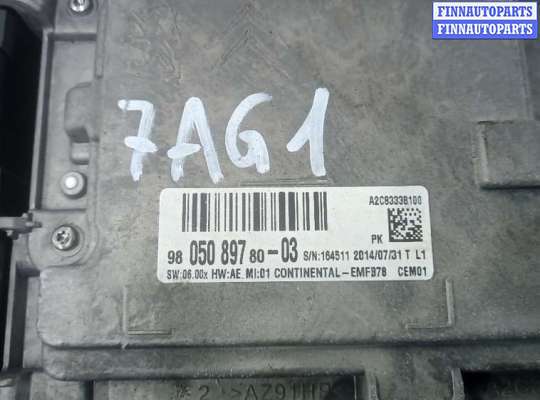 FINNAUTOPARTS
FINNAUTOPARTS
7AG1
A2C83338100
PK
98 050 897 80-03 S/N:164511 2014/07/31 T L1
SW:06.00x HW:AE MI:01 CONTINENTAL-EMF978 CEM01